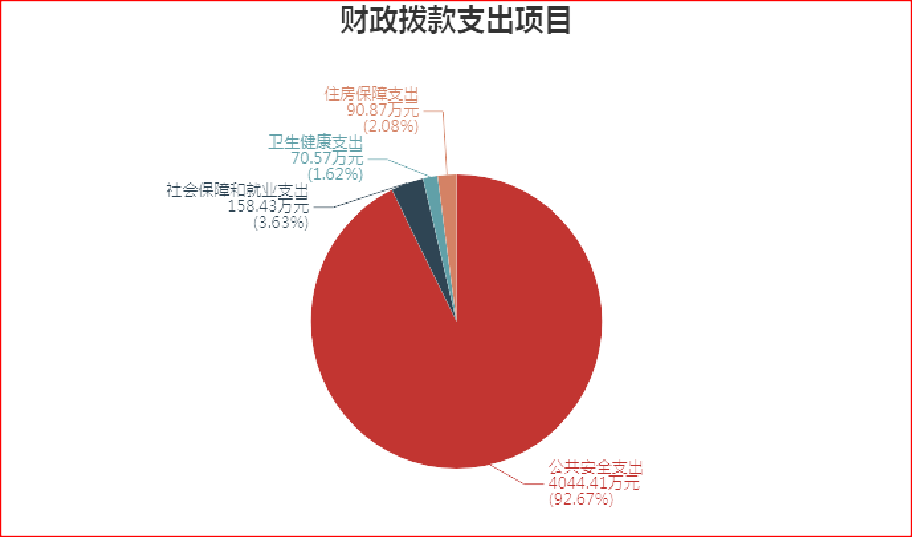 财政拨款支出项目
住房保障支出
90.87万元
(2.08%)
卫生健康支出
70.57万元
(1.62%)
社会保障和就业支出
158.43万元
(3.63%)
公共安全支出
4044.41万元
(92.67%)